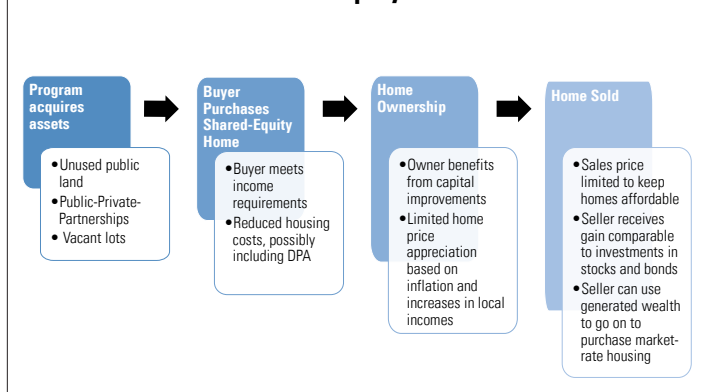 Program
acquires
assets
•Unused public
land
•Public-Private-
Partnerships
• Vacant lots
Buyer
Purchases
Shared-Equity
Home
•Buyer meets
income
requirements
•Reduced housing
costs, possibly
including DPA
Home
Ownership
•Owner benefits
from capital
improvements
•Limited home
price
appreciation
based on
inflation and
increases in local
incomes
Home Sold
•Sales price
limited to keep
homes affordable
•Seller receives
gain comparable
to investments in
stocks and bonds
•Seller can use
generated wealth
to go on to
purchase market-
rate housing